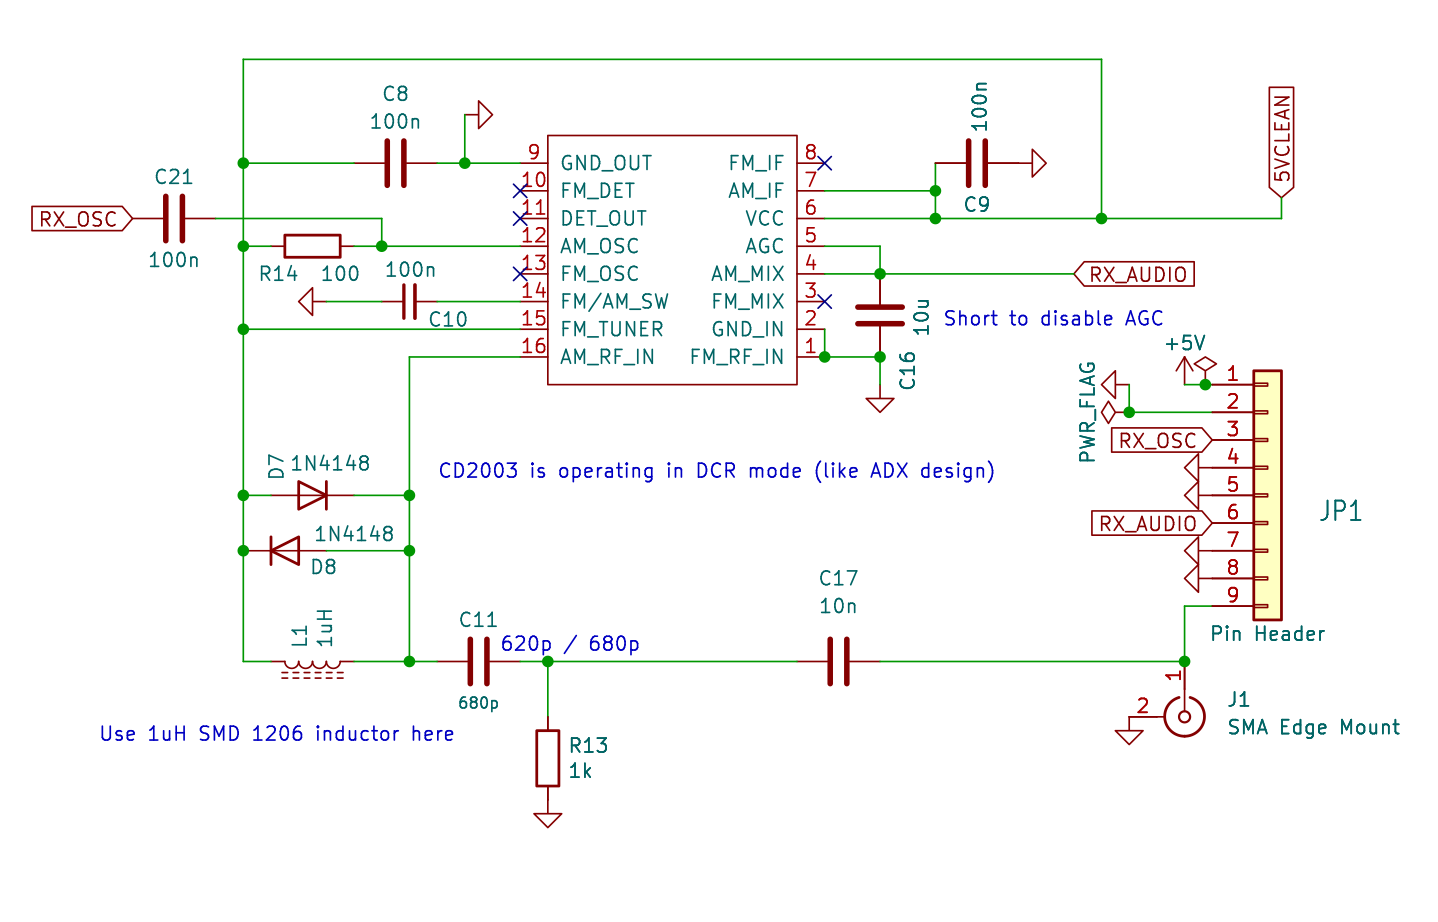 C8
100n
100n
C9
5VCLEAN
C21
100n
RX_OSC
R14
100
100n
C10
9
10
11
12
13
14
15
16
GND_OUT
FM_DET
DET_OUT
AM_OSC
FM_OSC
FM/AM_SW
FM_TUNER
AM_RF_IN
FM_IF
AM_IF
VCC
AGC
AM_MIX
FM_MIX
GND_IN
FM_RF_IN
8
7
6
5
4
3
2
1
RX_AUDIO
10u
C16
Short to disable AGC
+5V
PWR_FLAG
RX_OSC
RX_AUDIO
1
2
3
4
5
6
7
8
9
JP1
Pin Header
D7
1N4148
CD2003 is operating in DCR mode (like ADX design)
1N4148
D8
L1
1uH
C11
620p / 680p
680p
C17
10n
Use 1uH SMD 1206 inductor here
R13
1k
1
2
J1
SMA Edge Mount